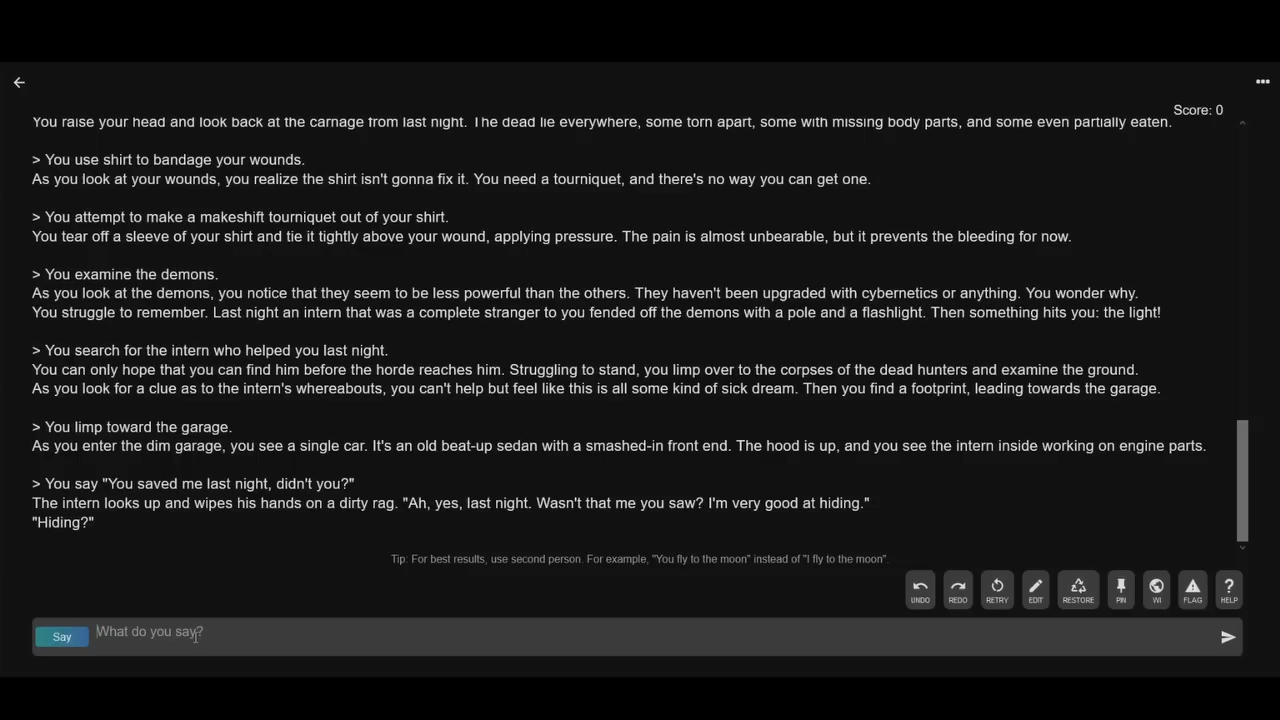 Score: 0
You raise your head and look back at the carnage from last night. The dead lie everywhere, some torn apart, some with missing body parts, and some even partially eaten.
> You use shirt to bandage your wounds.
As you look at your wounds, you realize the shirt isn't gonna fix it. You need a tourniquet, and there's no way you can get one.
> You attempt to make a makeshift tourniquet out of your shirt.
You tear off a sleeve of your shirt and tie it tightly above your wound, applying pressure. The pain is almost unbearable, but it prevents the bleeding for now.
> You examine the demons.
As you look at the demons, you notice that they seem to be less powerful than the others. They haven't been upgraded with cybernetics or anything. You wonder why.
You struggle to remember. Last night an intern that was a complete stranger to you fended off the demons with a pole and a flashlight. Then something hits you: the light!
> You search for the intern who helped you last night.
You can only hope that you can find him before the horde reaches him. Struggling to stand, you limp over to the corpses of the dead hunters and examine the ground.
As you look for a clue as to the intern's whereabouts, you can't help but feel like this is all some kind of sick dream. Then you find a footprint, leading towards the garage.
> You limp toward the garage.
As you enter the dim garage, you see a single car. It's an old beat-up sedan with a smashed-in front end. The hood is up, and you see the intern inside working on engine parts.
> You say "You saved me last night, didn't you?"
The intern looks up and wipes his hands on a dirty rag. "Ah, yes, last night. Wasn't that me you saw? I'm very good at hiding."
"Hiding?"
Tip: For best results, use second person. For example, "You fly to the moon" instead of "I fly to the moon".
UNDO REDO RETRY EDIT RESTORE PIN WI FLAG HELP
Say What do you say?